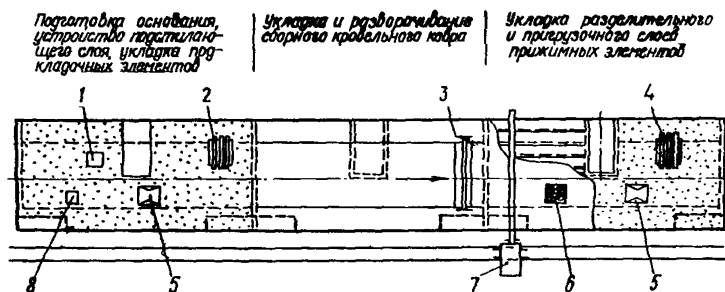 Подготовка основания,
устройство подстилаю-
щего слоя, укладка про-
кладочных элементов
Укладка и разворачивание
сборного кровельного ковра
Укладка разделительного
и пригрузочного слоев
прижимных элементов
1
2
3
4
8
5
7
6
5